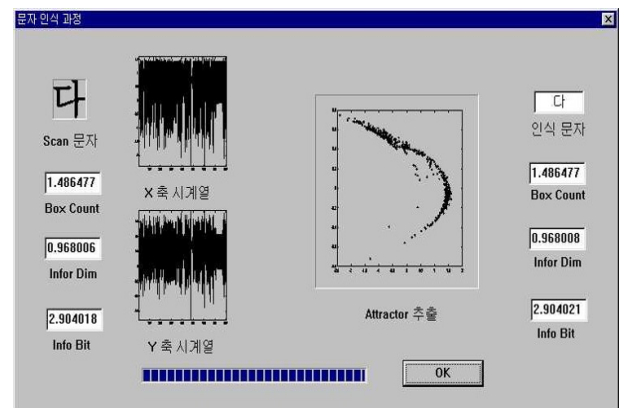 문자 인식 과정
다
Scan 문자
1.486477
Box Count
0.968006
Infor Dim
2.904018
Info Bit
X 축 시계열
Y 축 시계열
Attractor 추출
다
인식 문자
1.486477
Box Count
0.968008
Infor Dim
2.904021
Info Bit
OK